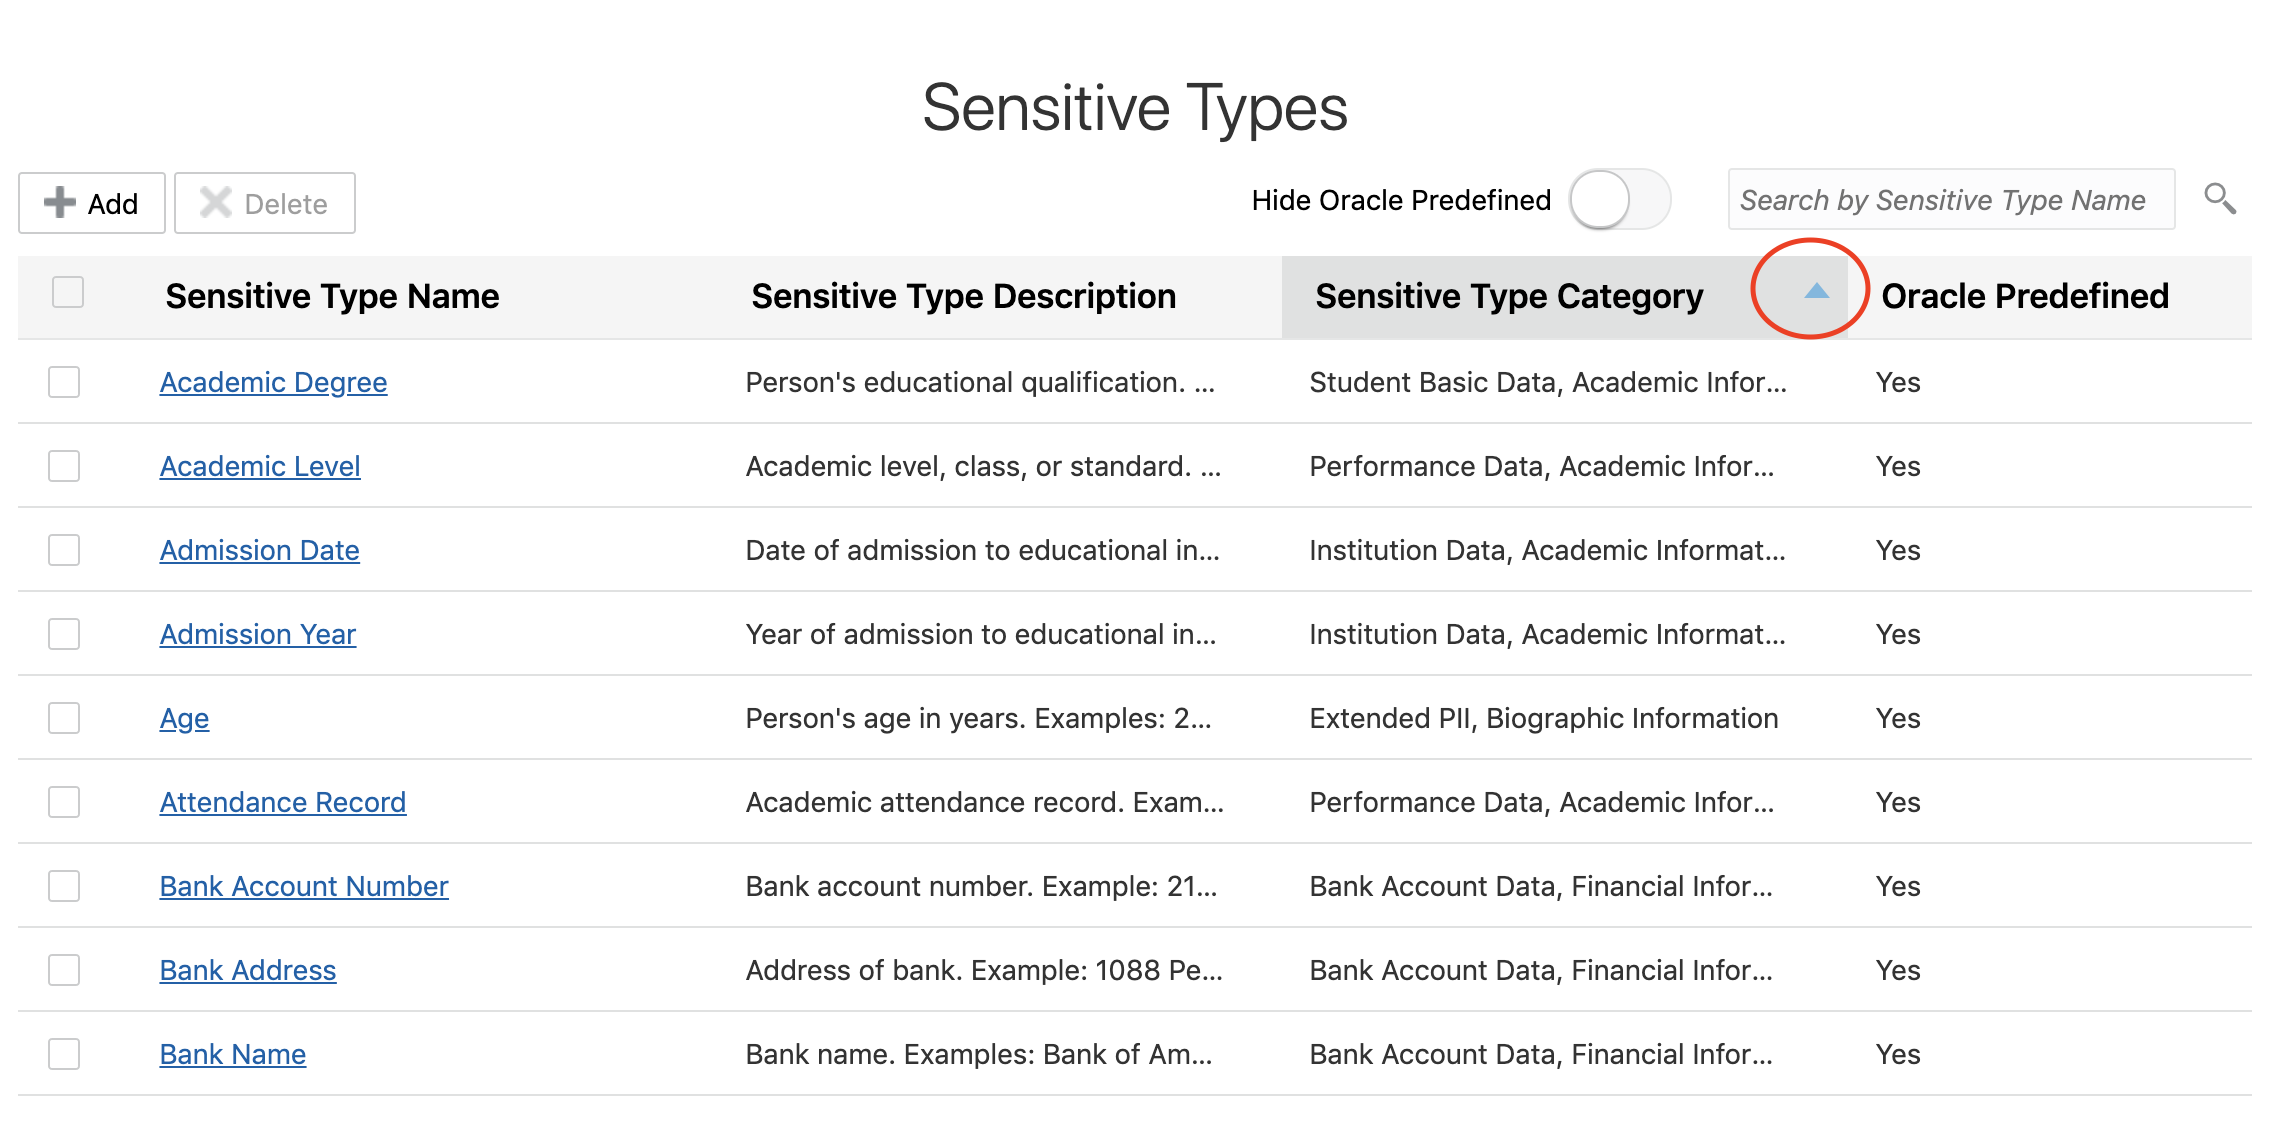 Sensitive Types
Add Delete Hide Oracle Predefined Search by Sensitive Type Name
Sensitive Type Name Sensitive Type Description Sensitive Type Category Oracle Predefined
Academic Degree Person's educational qualification. ... Student Basic Data, Academic Infor... Yes
Academic Level Academic level, class, or standard. ... Performance Data, Academic Infor... Yes
Admission Date Date of admission to educational in... Institution Data, Academic Informat... Yes
Admission Year Year of admission to educational in... Institution Data, Academic Informat... Yes
Age Person's age in years. Examples: 2... Extended PII, Biographic Information Yes
Attendance Record Academic attendance record. Exam... Performance Data, Academic Infor... Yes
Bank Account Number Bank account number. Example: 21... Bank Account Data, Financial Infor... Yes
Bank Address Address of bank. Example: 1088 Pe... Bank Account Data, Financial Infor... Yes
Bank Name Bank name. Examples: Bank of Am... Bank Account Data, Financial Infor... Yes